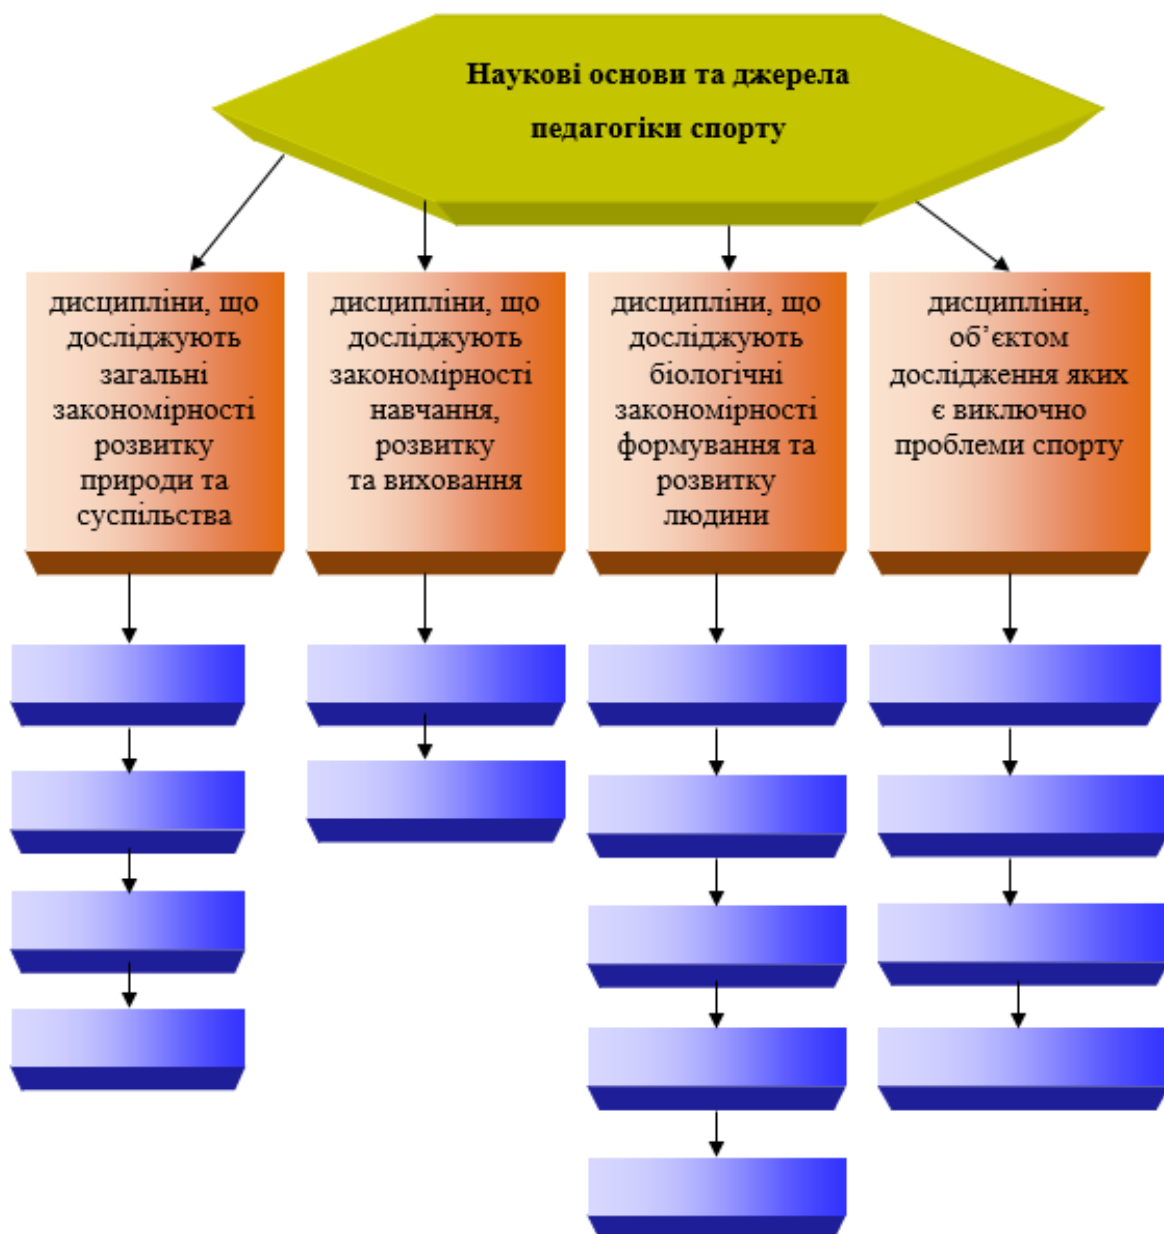 Наукові основи та джерела
педагогіки спорту
дисципліни, що
досліджують
загальні
закономірності
розвитку
природи та
суспільства
дисципліни, що
досліджують
закономірності
навчання,
розвитку
та виховання
дисципліни, що
досліджують
біологічні
закономірності
формування та
розвитку
людини
дисципліни,
об’єктом
дослідження яких
є виключно
проблеми спорту